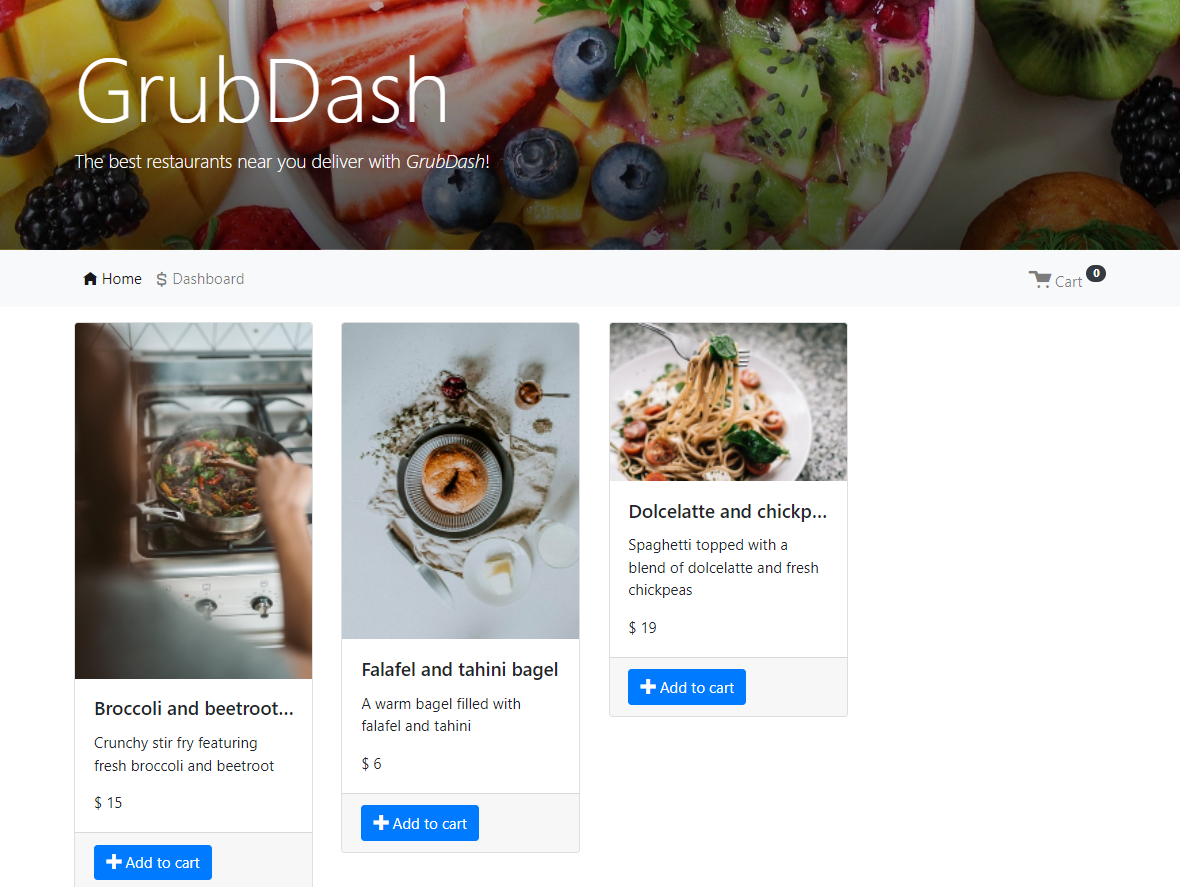 GrubDash
The best restaurants near you deliver with GrubDash!
Home
Dashboard
Cart
0
Broccoli and beetroot...
Crunchy stir fry featuring
fresh broccoli and beetroot
$ 15
Add to cart
Falafel and tahini bagel
A warm bagel filled with
falafel and tahini
$ 6
Add to cart
Dolcelatte and chickp...
Spaghetti topped with a
blend of dolcelatte and fresh
chickpeas
$ 19
Add to cart